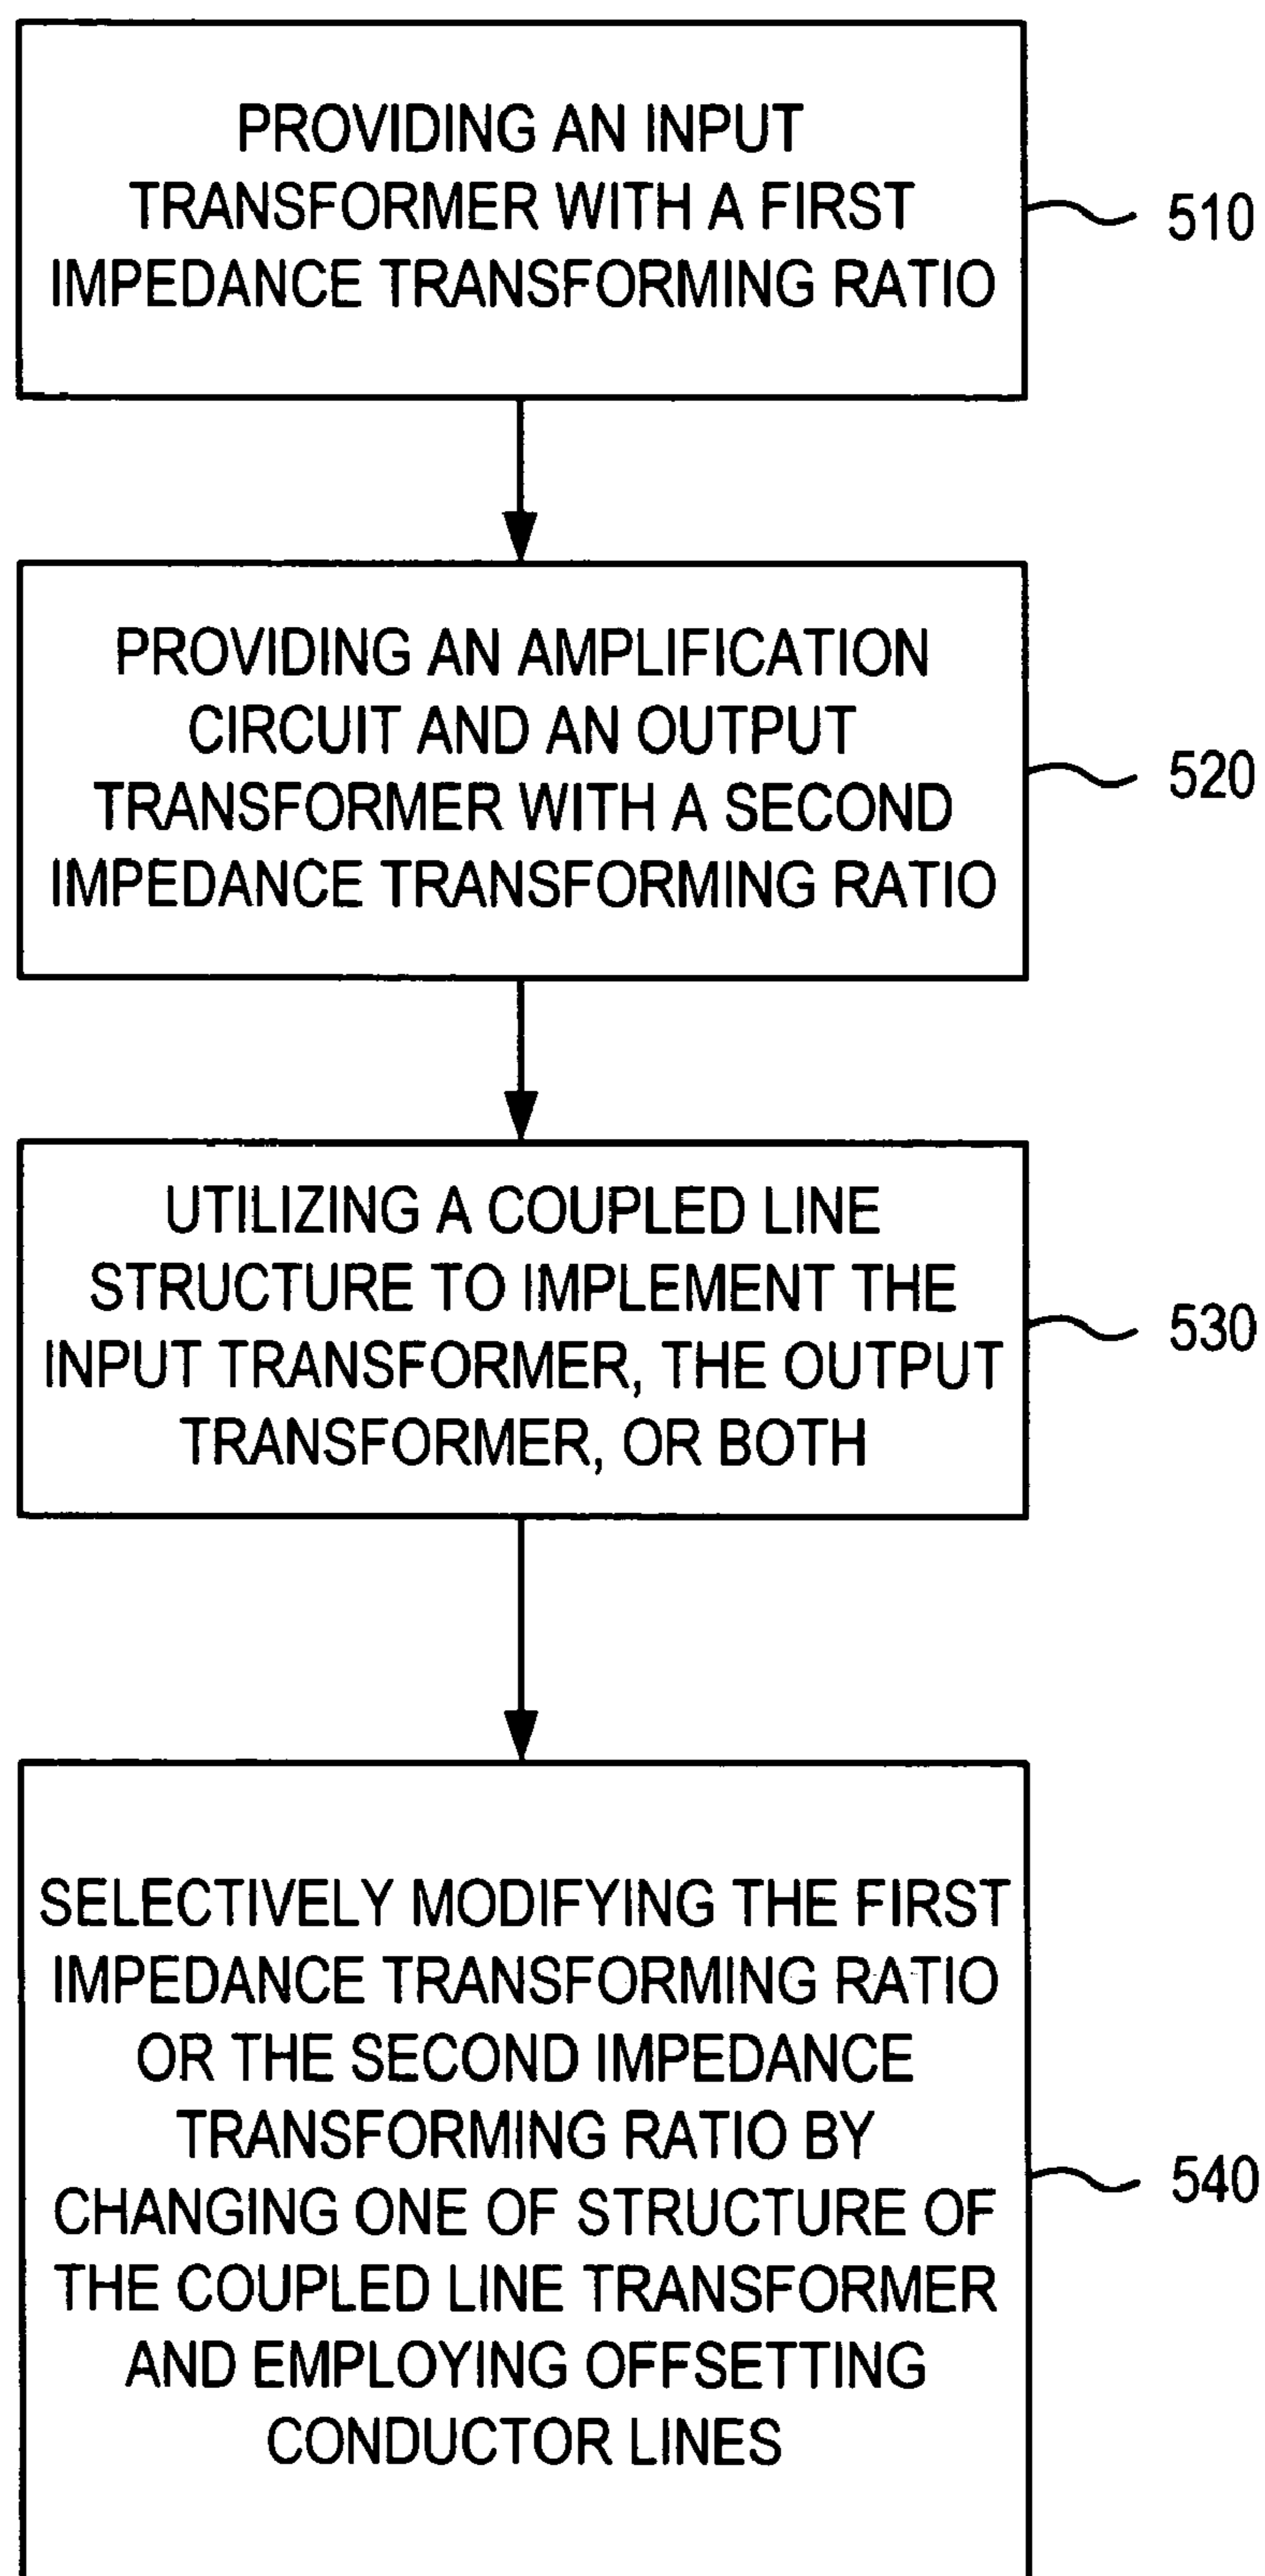 PROVIDING AN INPUT
TRANSFORMER WITH A FIRST
IMPEDANCE TRANSFORMING RATIO
510
PROVIDING AN AMPLIFICATION
CIRCUIT AND AN OUTPUT
TRANSFORMER WITH A SECOND
IMPEDANCE TRANSFORMING RATIO
520
UTILIZING A COUPLED LINE
STRUCTURE TO IMPLEMENT THE
INPUT TRANSFORMER, THE OUTPUT
TRANSFORMER, OR BOTH
530
SELECTIVELY MODIFYING THE FIRST
IMPEDANCE TRANSFORMING RATIO
OR THE SECOND IMPEDANCE
TRANSFORMING RATIO BY
CHANGING ONE OF STRUCTURE OF
THE COUPLED LINE TRANSFORMER
AND EMPLOYING OFFSETTING
CONDUCTOR LINES
540